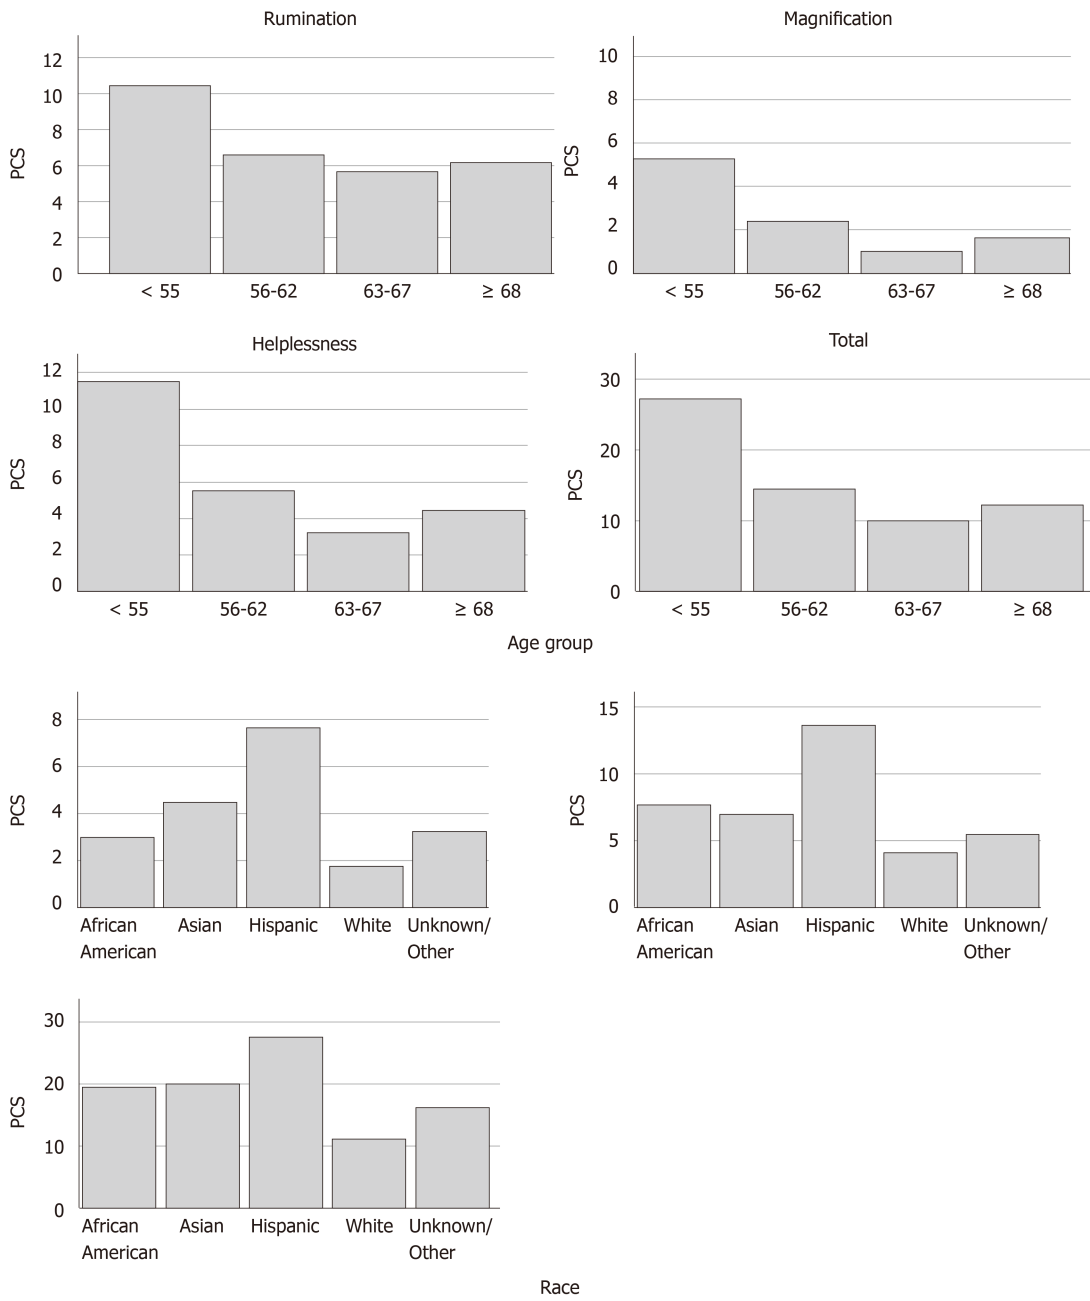 Rumination
PCS
12
10
8
6
4
2
0
< 55 56-62 63-67 ≥ 68
Magnification
PCS
10
8
6
4
2
0
< 55 56-62 63-67 ≥ 68
Helplessness
PCS
12
10
8
6
4
2
0
< 55 56-62 63-67 ≥ 68
Total
PCS
30
20
10
0
< 55 56-62 63-67 ≥ 68
Age group
PCS
8
6
4
2
0
African Asian Hispanic White Unknown/
American Other
PCS
15
10
5
0
African Asian Hispanic White Unknown/
American Other
PCS
30
20
10
0
African Asian Hispanic White Unknown/
American Other
Race